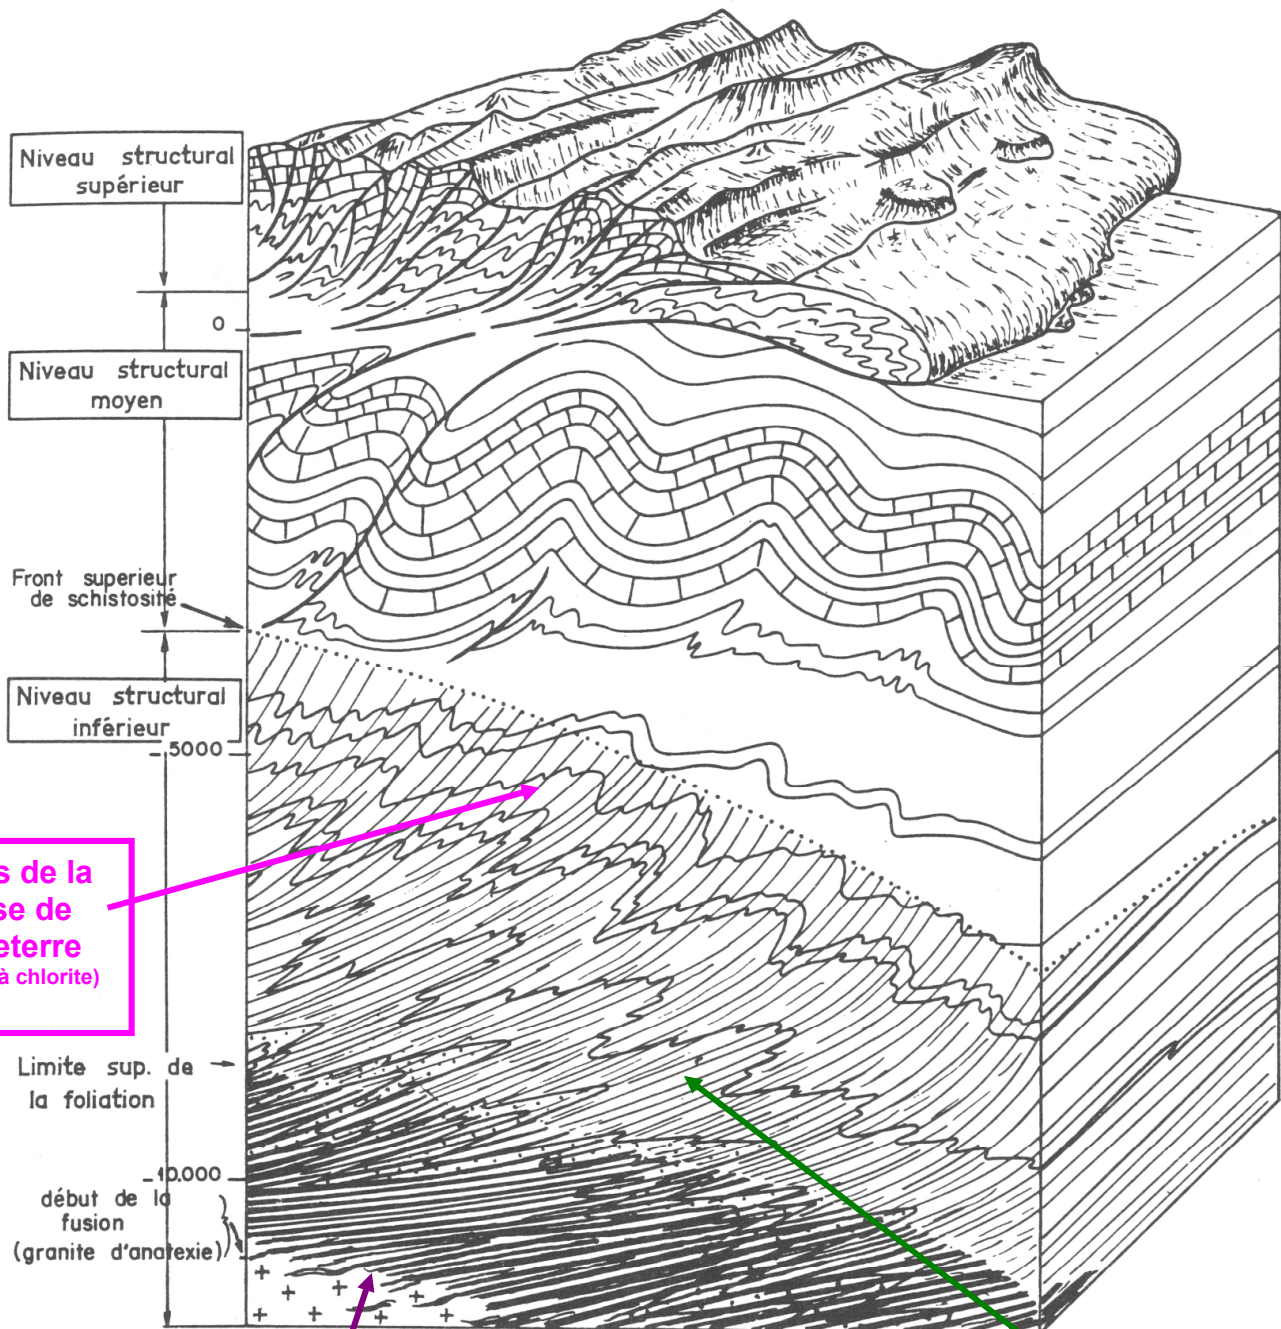 Niveau structural
supérieur
0
Niveau structural
moyen
Front superieur
de schistosité
Niveau structural
inférieur
5000
s de la
se de
eterre
à chlorite)
Limite sup. de
la foliation
10.000
début de la
fusion
(granite d'anatexie)